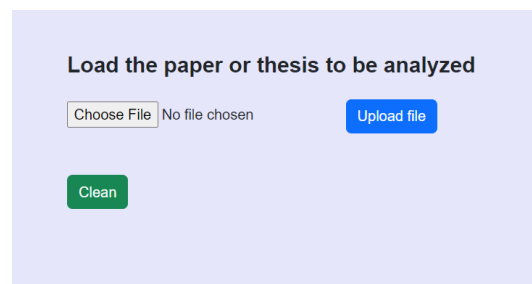 Load the paper or thesis to be analyzed
Choose File No file chosen Upload file
Clean